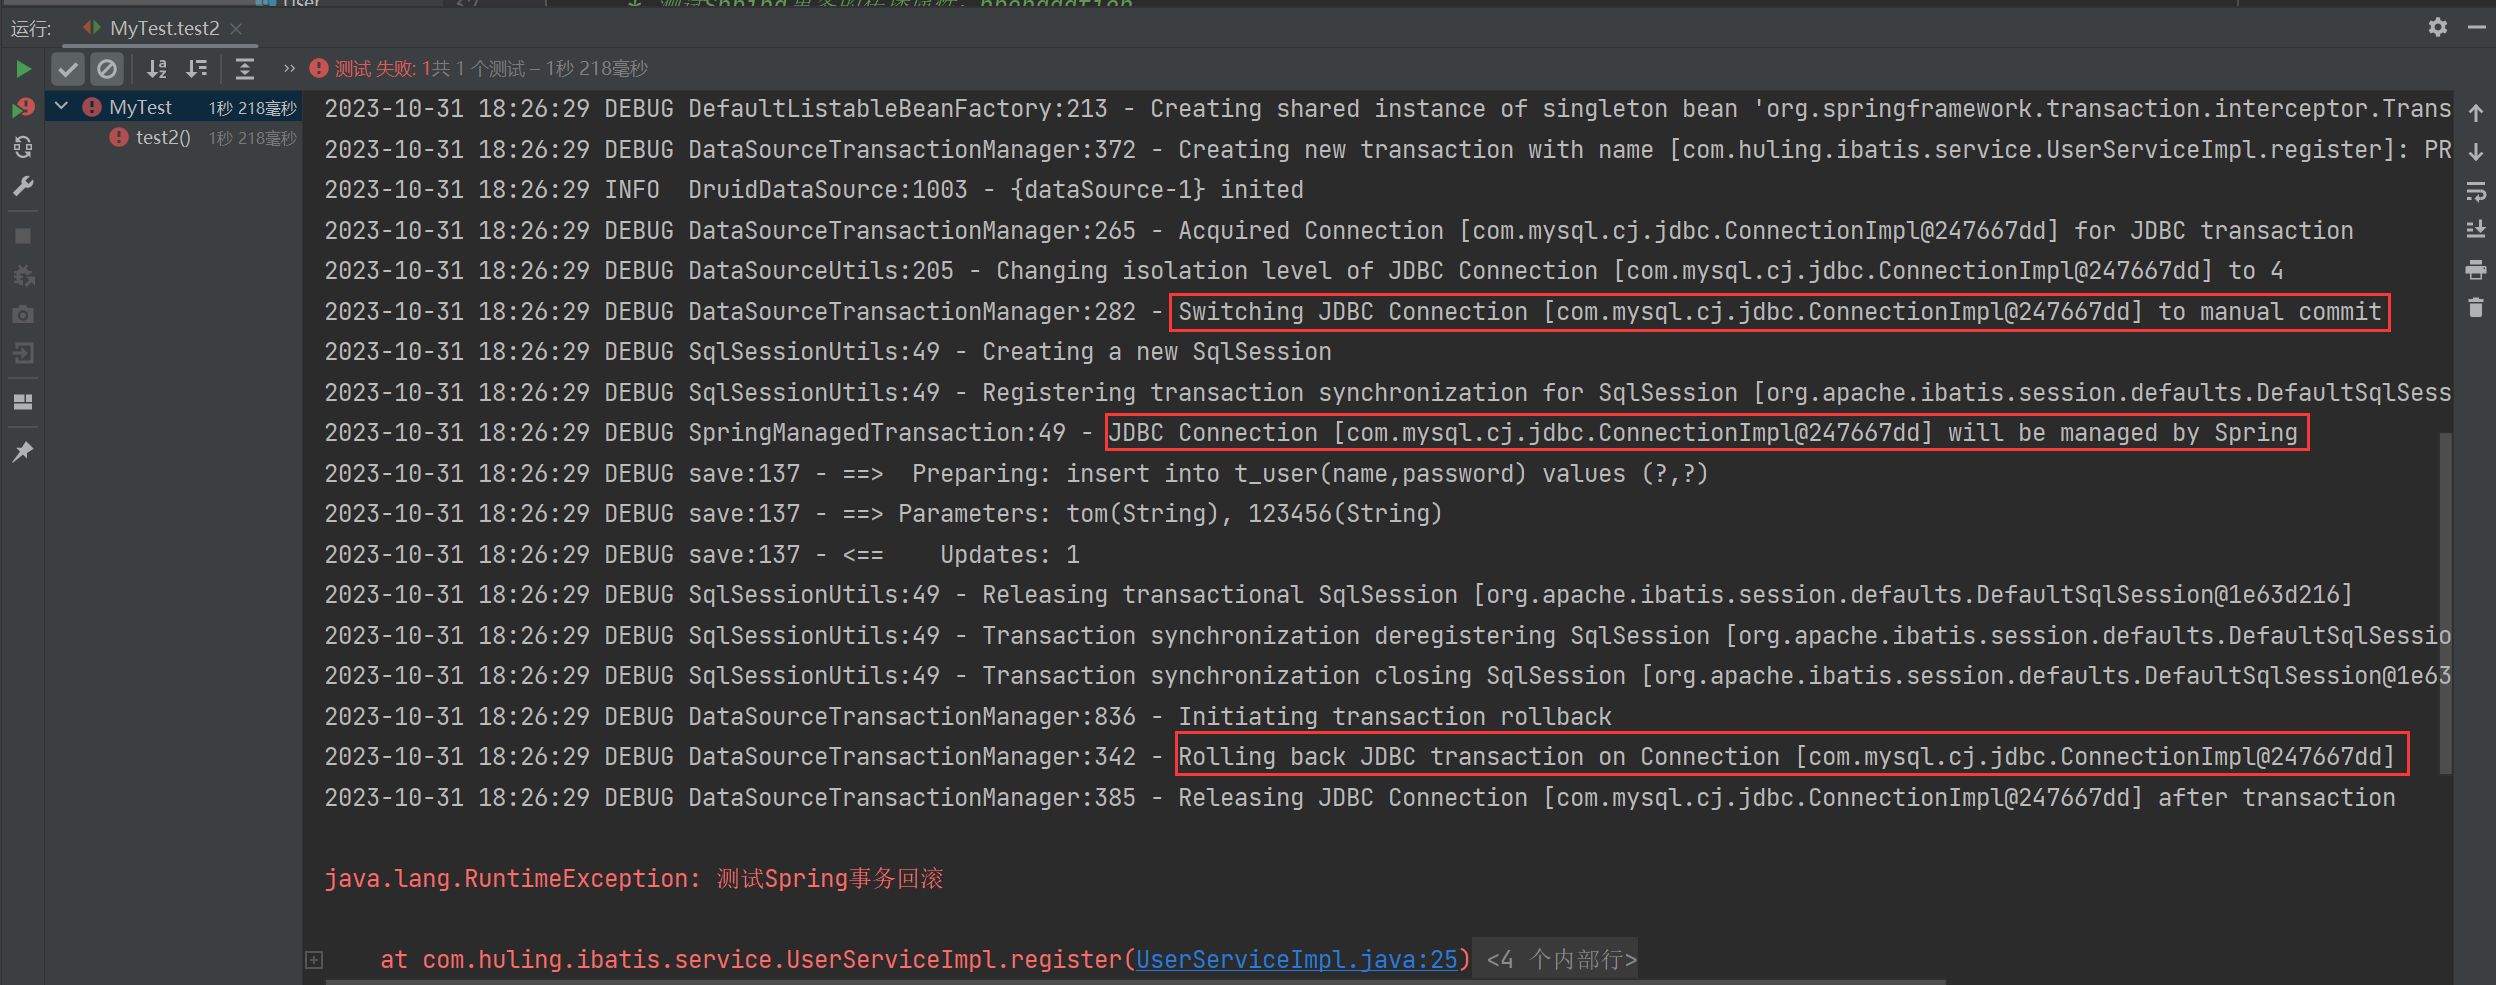 User
运行:
MyTest.test2
测试 失败: 1共 1 个测试 – 1秒 218毫秒
MyTest 1秒 218毫秒
test2() 1秒 218毫秒
2023-10-31 18:26:29 DEBUG DefaultListableBeanFactory:213 - Creating shared instance of singleton bean 'org.springframework.transaction.interceptor.Trans
2023-10-31 18:26:29 DEBUG DataSourceTransactionManager:372 - Creating new transaction with name [com.huling.ibatis.service.UserServiceImpl.register]: PR
2023-10-31 18:26:29 INFO  DruidDataSource:1003 - {dataSource-1} inited
2023-10-31 18:26:29 DEBUG DataSourceTransactionManager:265 - Acquired Connection [com.mysql.cj.jdbc.ConnectionImpl@247667dd] for JDBC transaction
2023-10-31 18:26:29 DEBUG DataSourceUtils:205 - Changing isolation level of JDBC Connection [com.mysql.cj.jdbc.ConnectionImpl@247667dd] to 4
2023-10-31 18:26:29 DEBUG DataSourceTransactionManager:282 - Switching JDBC Connection [com.mysql.cj.jdbc.ConnectionImpl@247667dd] to manual commit
2023-10-31 18:26:29 DEBUG SqlSessionUtils:49 - Creating a new SqlSession
2023-10-31 18:26:29 DEBUG SqlSessionUtils:49 - Registering transaction synchronization for SqlSession [org.apache.ibatis.session.defaults.DefaultSqlSess
2023-10-31 18:26:29 DEBUG SpringManagedTransaction:49 - JDBC Connection [com.mysql.cj.jdbc.ConnectionImpl@247667dd] will be managed by Spring
2023-10-31 18:26:29 DEBUG save:137 - ==>  Preparing: insert into t_user(name,password) values (?,?)
2023-10-31 18:26:29 DEBUG save:137 - ==> Parameters: tom(String), 123456(String)
2023-10-31 18:26:29 DEBUG save:137 - <==    Updates: 1
2023-10-31 18:26:29 DEBUG SqlSessionUtils:49 - Releasing transactional SqlSession [org.apache.ibatis.session.defaults.DefaultSqlSession@1e63d216]
2023-10-31 18:26:29 DEBUG SqlSessionUtils:49 - Transaction synchronization deregistering SqlSession [org.apache.ibatis.session.defaults.DefaultSqlSessio
2023-10-31 18:26:29 DEBUG SqlSessionUtils:49 - Transaction synchronization closing SqlSession [org.apache.ibatis.session.defaults.DefaultSqlSession@1e63
2023-10-31 18:26:29 DEBUG DataSourceTransactionManager:836 - Initiating transaction rollback
2023-10-31 18:26:29 DEBUG DataSourceTransactionManager:342 - Rolling back JDBC transaction on Connection [com.mysql.cj.jdbc.ConnectionImpl@247667dd]
2023-10-31 18:26:29 DEBUG DataSourceTransactionManager:385 - Releasing JDBC Connection [com.mysql.cj.jdbc.ConnectionImpl@247667dd] after transaction
java.lang.RuntimeException: 测试Spring事务回滚
at com.huling.ibatis.service.UserServiceImpl.register(UserServiceImpl.java:25) <4 个内部行>